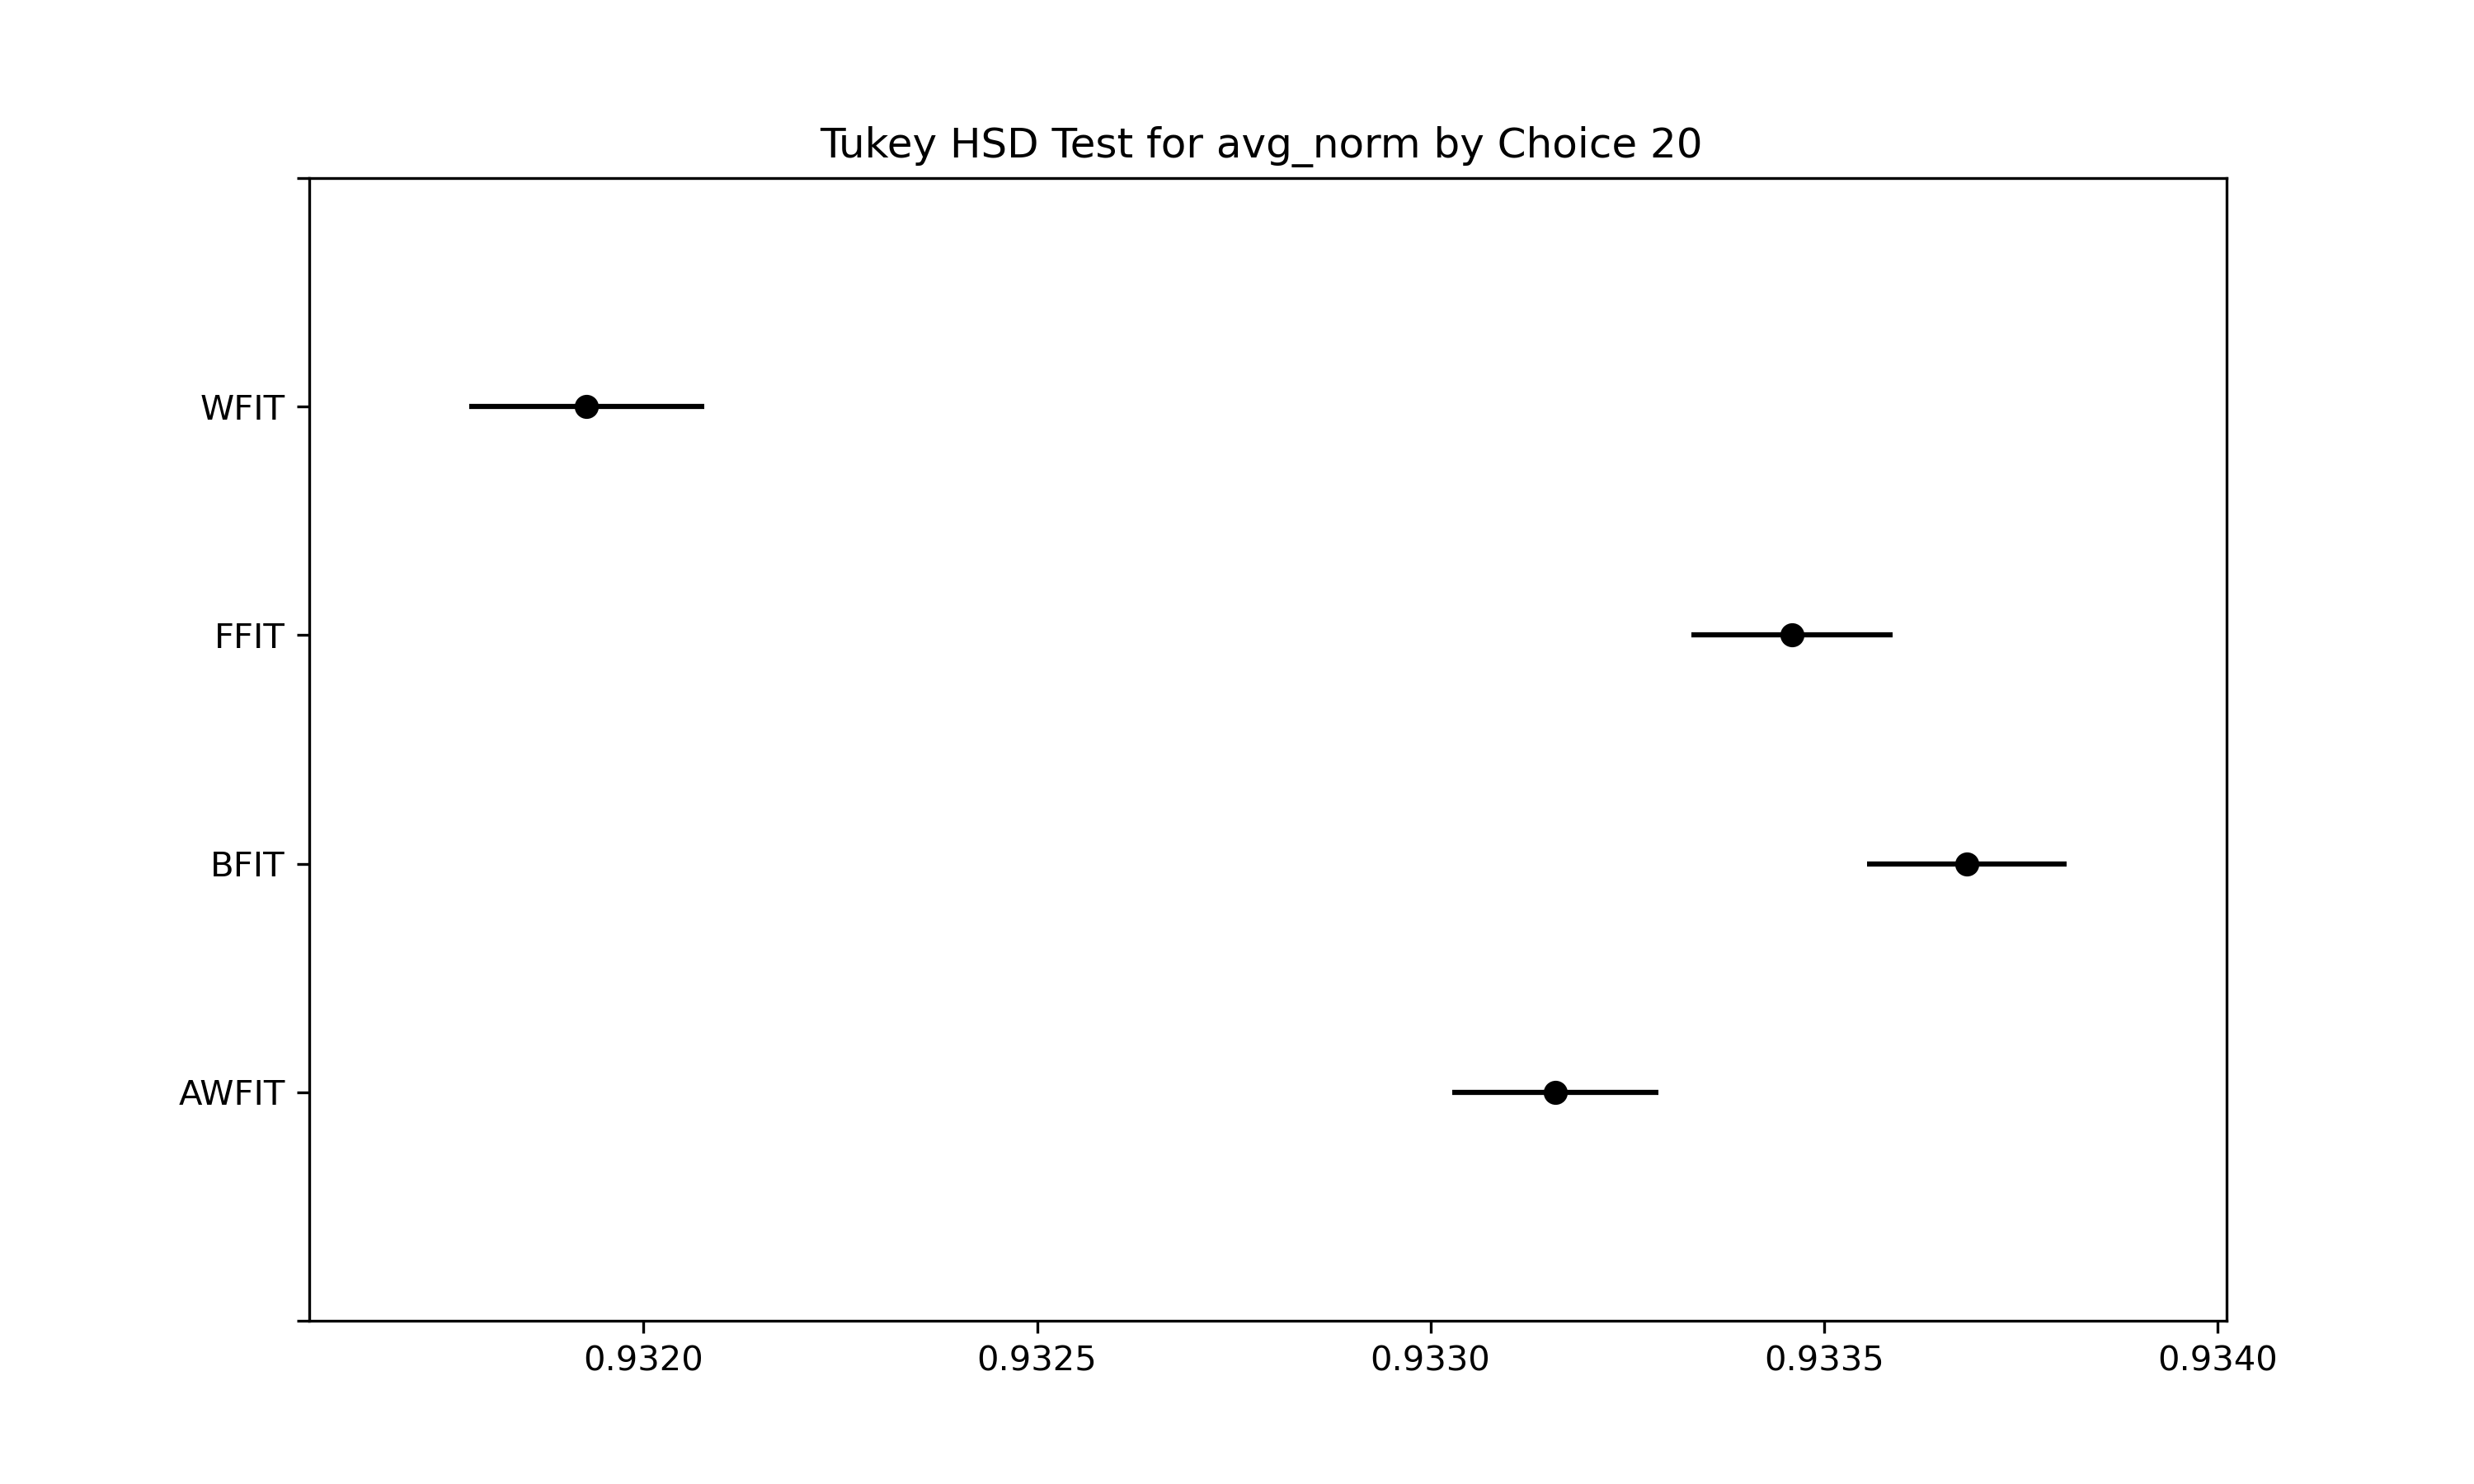 Tukey HSD Test for avg_norm by Choice 20
WFIT
FFIT
BFIT
AWFIT
0.9320 0.9325 0.9330 0.9335 0.9340